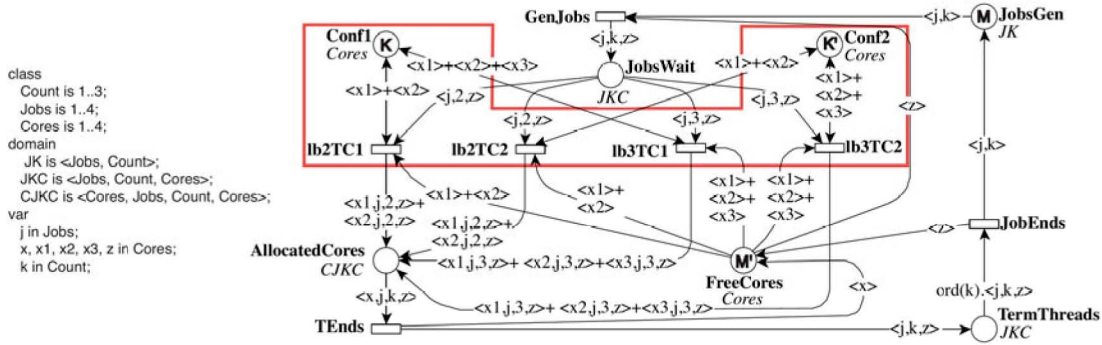 class
Count is 1..3;
Jobs is 1..4;
Cores is 1..4;
domain
JK is <Jobs, Count>;
JKC is <Jobs, Count, Cores>;
CJKC is <Cores, Jobs, Count, Cores>;
var
j in Jobs;
x, x1, x2, x3, z in Cores;
k in Count;
GenJobs
<j,k>
M
JobsGen
JK
<j,k,z>
Conf1
K
Cores
<x1>+<x2>+<x3>
JobsWait
JKC
<x1>+<x2>
K'
Conf2
Cores
<x1>+<x2>
<j,2,z>
<j,2,z>
<j,3,z>
<j,3,z>
<x1>+
<x2>+
<x3>
<z>
lb2TC1
lb2TC2
lb3TC1
lb3TC2
<j,k>
<x1,j,2,z>+
<x2,j,2,z>
<x1>+<x2>
<x1,j,2,z>+
<x2,j,2,z>
<x1>+
<x2>
<x1>+
<x2>+
<x3>
<x1>+
<x2>+
<x3>
<z>
JobEnds
AllocatedCores
CJKC
<x1,j,3,z>+ <x2,j,3,z>+<x3,j,3,z>
M'
FreeCores
Cores
<x,j,k,z>
<x1,j,3,z>+ <x2,j,3,z>+<x3,j,3,z>
<x>
ord(k).<j,k,z>
TEnds
<j,k,z>
TermThreads
JKC